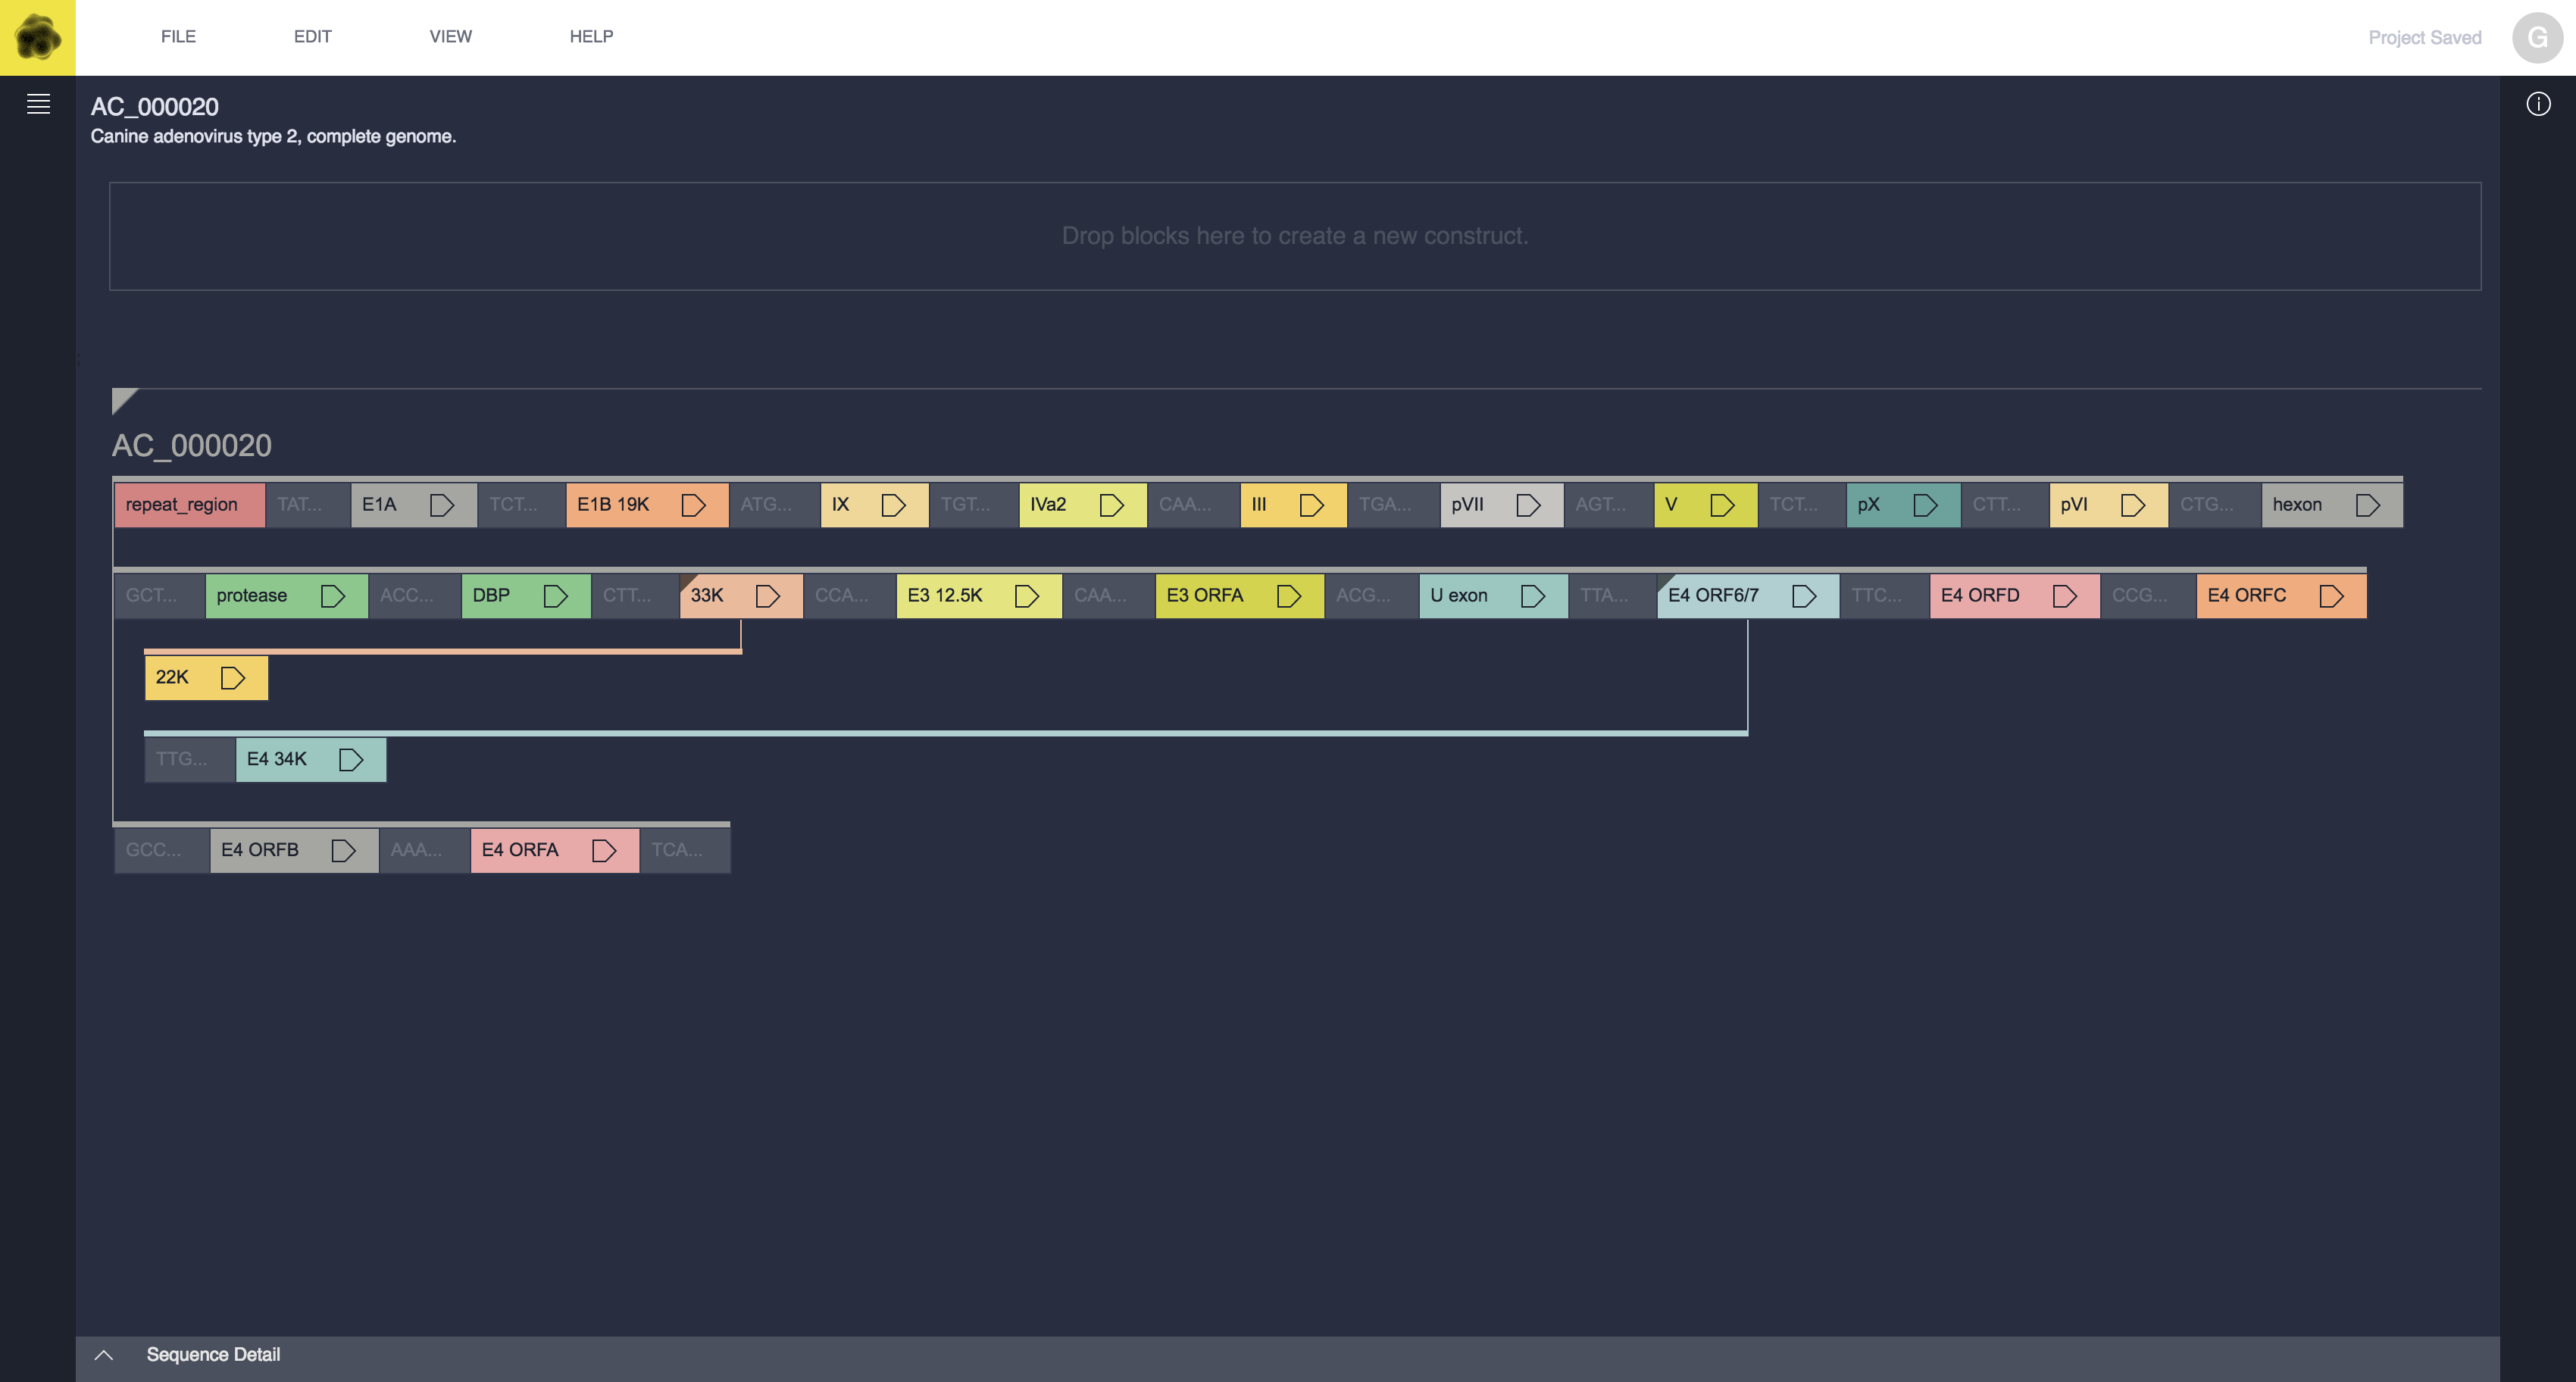 FILE EDIT VIEW HELP Project Saved G
AC_000020
Canine adenovirus type 2, complete genome.
Drop blocks here to create a new construct.
AC_000020
repeat_region TAT... E1A TCT... E1B 19K ATG... IX TGT... IVa2 CAA... III TGA... pVII AGT... V TCT... pX CTT... pVI CTG... hexon
GCT... protease ACC... DBP CTT... 33K CCA... E3 12.5K CAA... E3 ORFA ACG... U exon TTA... E4 ORF6/7 TTC... E4 ORFD CCG... E4 ORFC
22K
TTG... E4 34K
GCC... E4 ORFB AAA... E4 ORFA TCA...
Sequence Detail